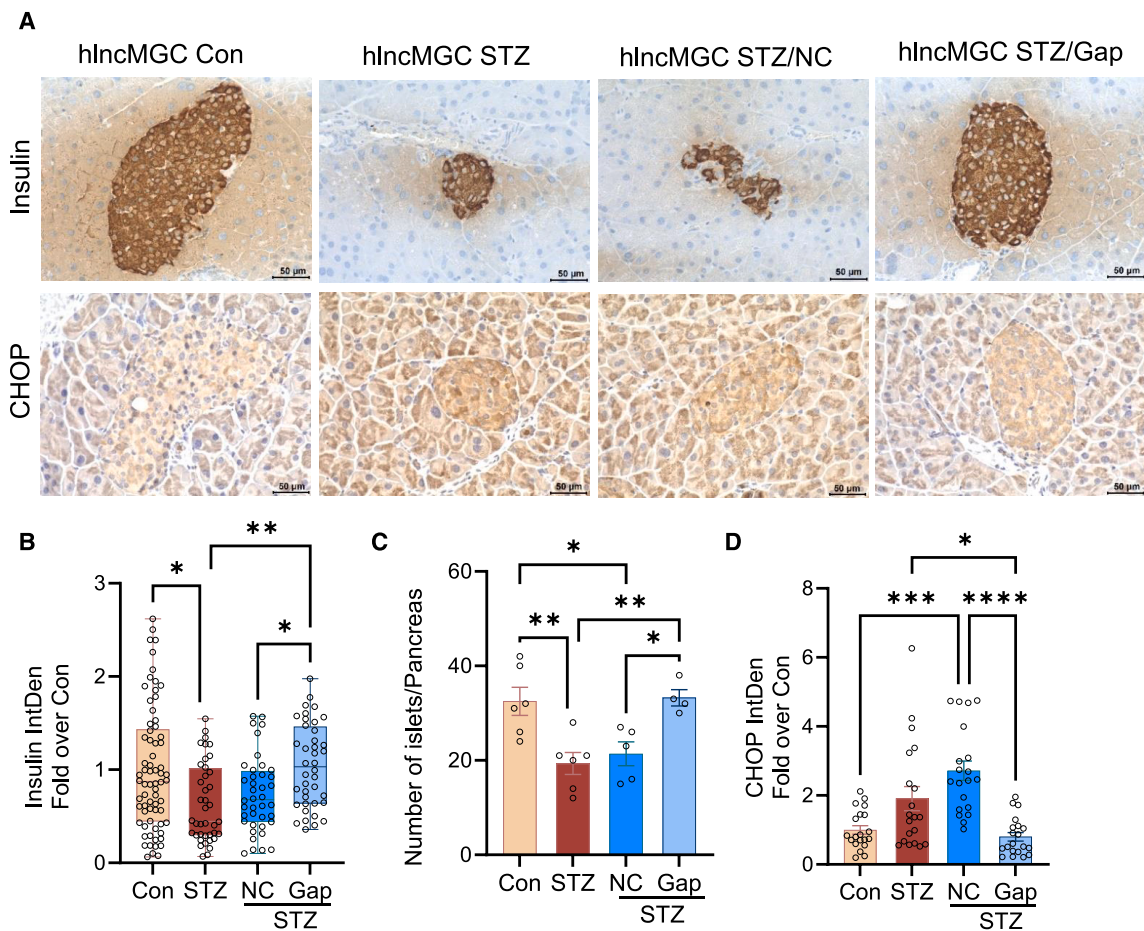 A
hlncMGC Con
hlncMGC STZ
hlncMGC STZ/NC
hlncMGC STZ/Gap
Insulin
50 µm
50 µm
50 µm
50 µm
CHOP
50 µm
50 µm
50 µm
50 µm
B
Insulin IntDen
Fold over Con
3
2
1
0
*
**
*
Con
STZ
NC
Gap
STZ
C
Number of islets/Pancreas
60
40
20
0
*
**
**
*
Con
STZ
NC
Gap
STZ
D
CHOP IntDen
Fold over Con
8
6
4
2
0
*
***
****
Con
STZ
NC
Gap
STZ